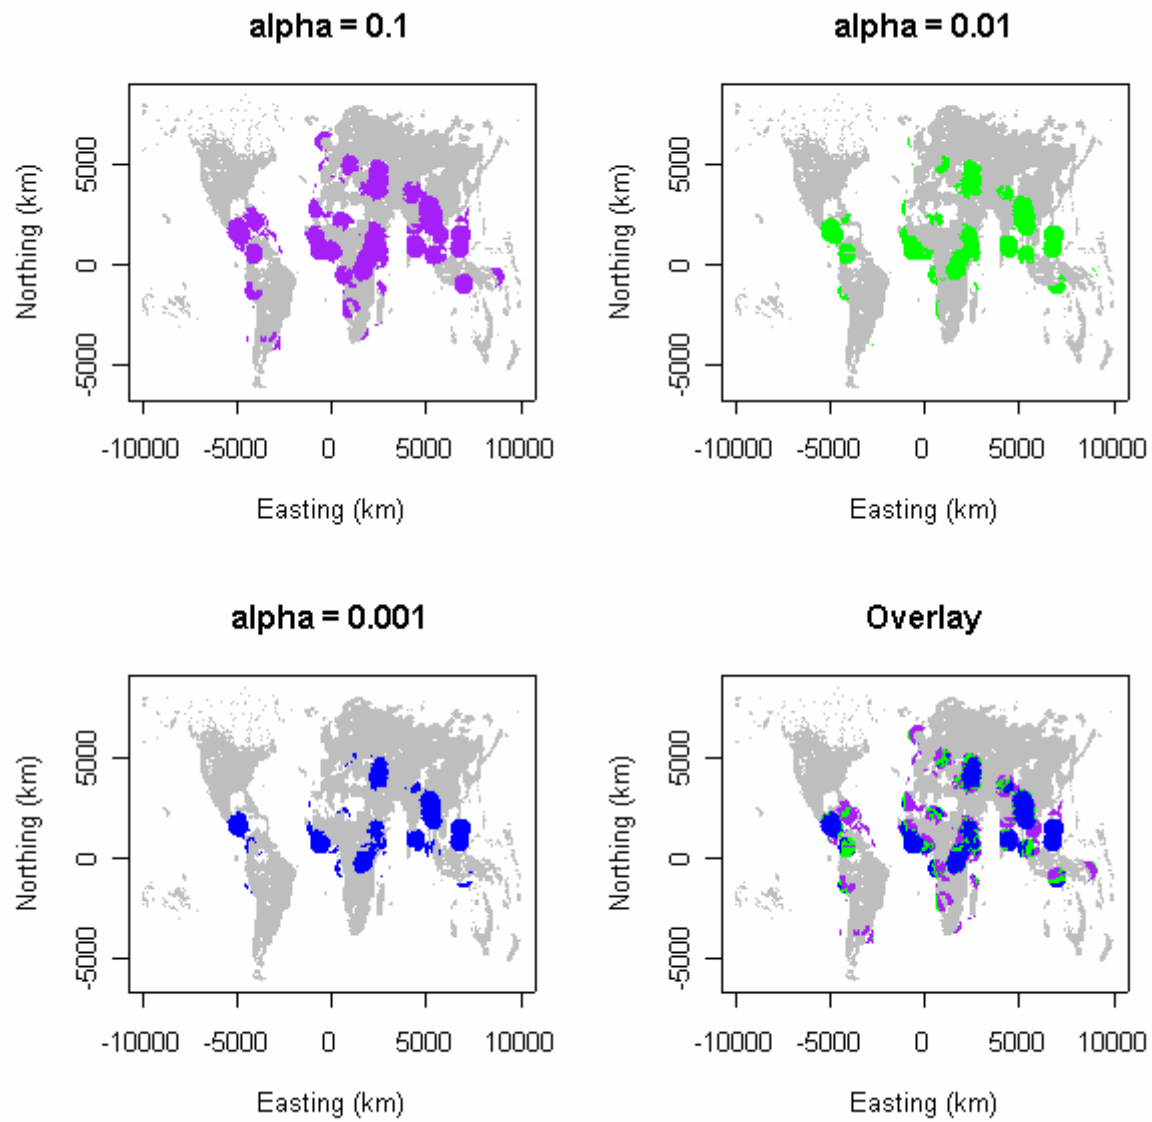 alpha = 0.1
Northing (km)
5000
0
-5000
-10000 -5000 0 5000 10000
Easting (km)
alpha = 0.01
Northing (km)
5000
0
-5000
-10000 -5000 0 5000 10000
Easting (km)
alpha = 0.001
Northing (km)
5000
0
-5000
-10000 -5000 0 5000 10000
Easting (km)
Overlay
Northing (km)
5000
0
-5000
-10000 -5000 0 5000 10000
Easting (km)